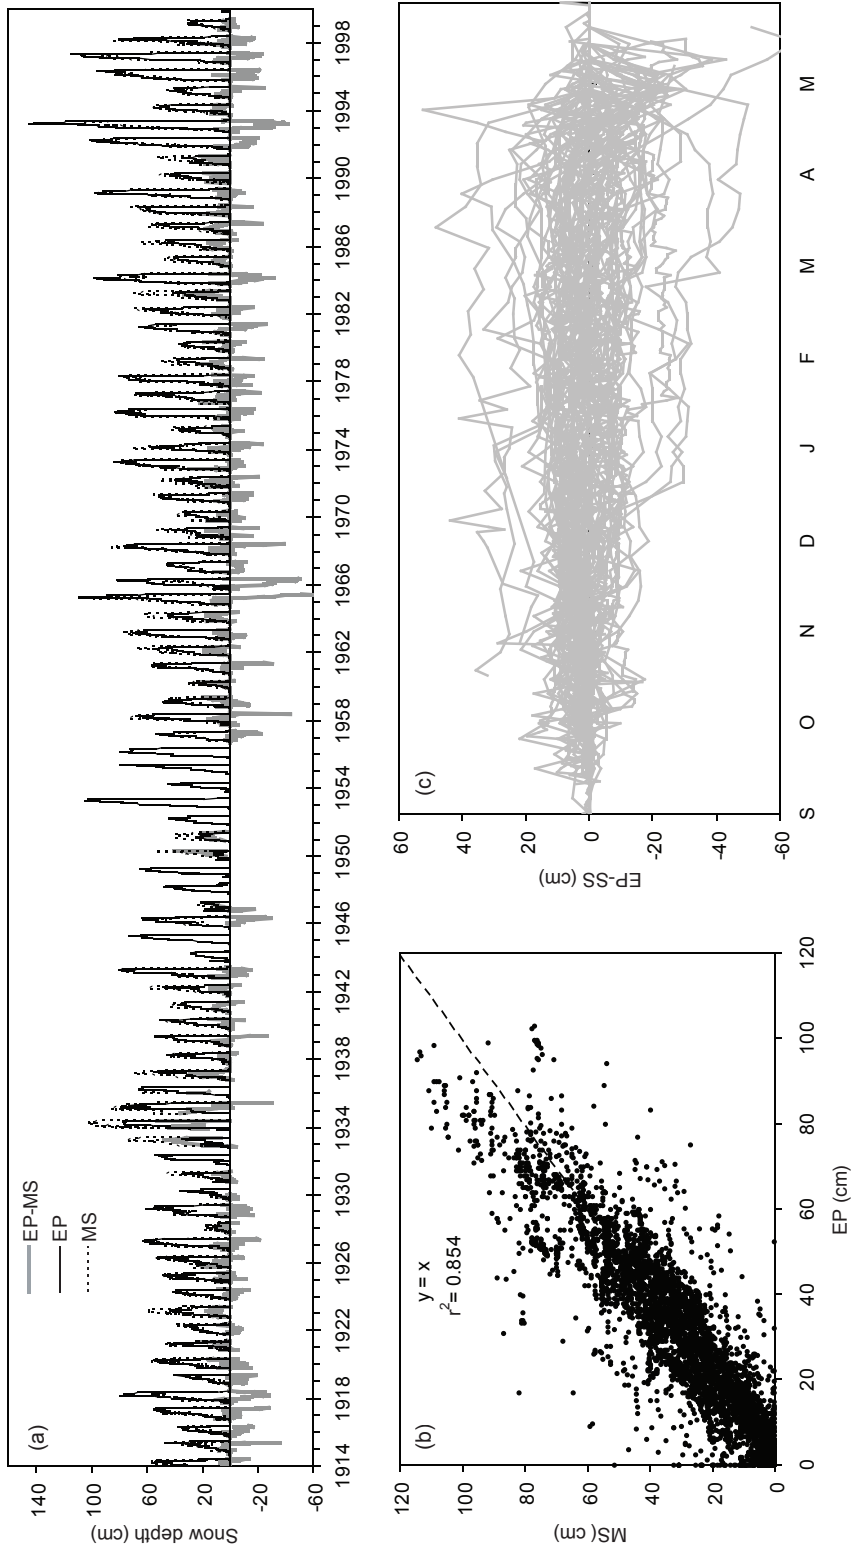 (a)
EP-MS
EP
MS
Snow depth (cm)
140
100
60
20
-20
-60
1914 1918 1922 1926 1930 1934 1938 1942 1946 1950 1954 1958 1962 1966 1970 1974 1978 1982 1986 1990 1994 1998
(b)
y = x
r²= 0.854
MS(cm)
120
100
80
60
40
20
0
0 20 40 60 80 100 120
EP (cm)
(c)
EP-SS (cm)
60
40
20
0
-20
-40
-60
S O N D J F M A M